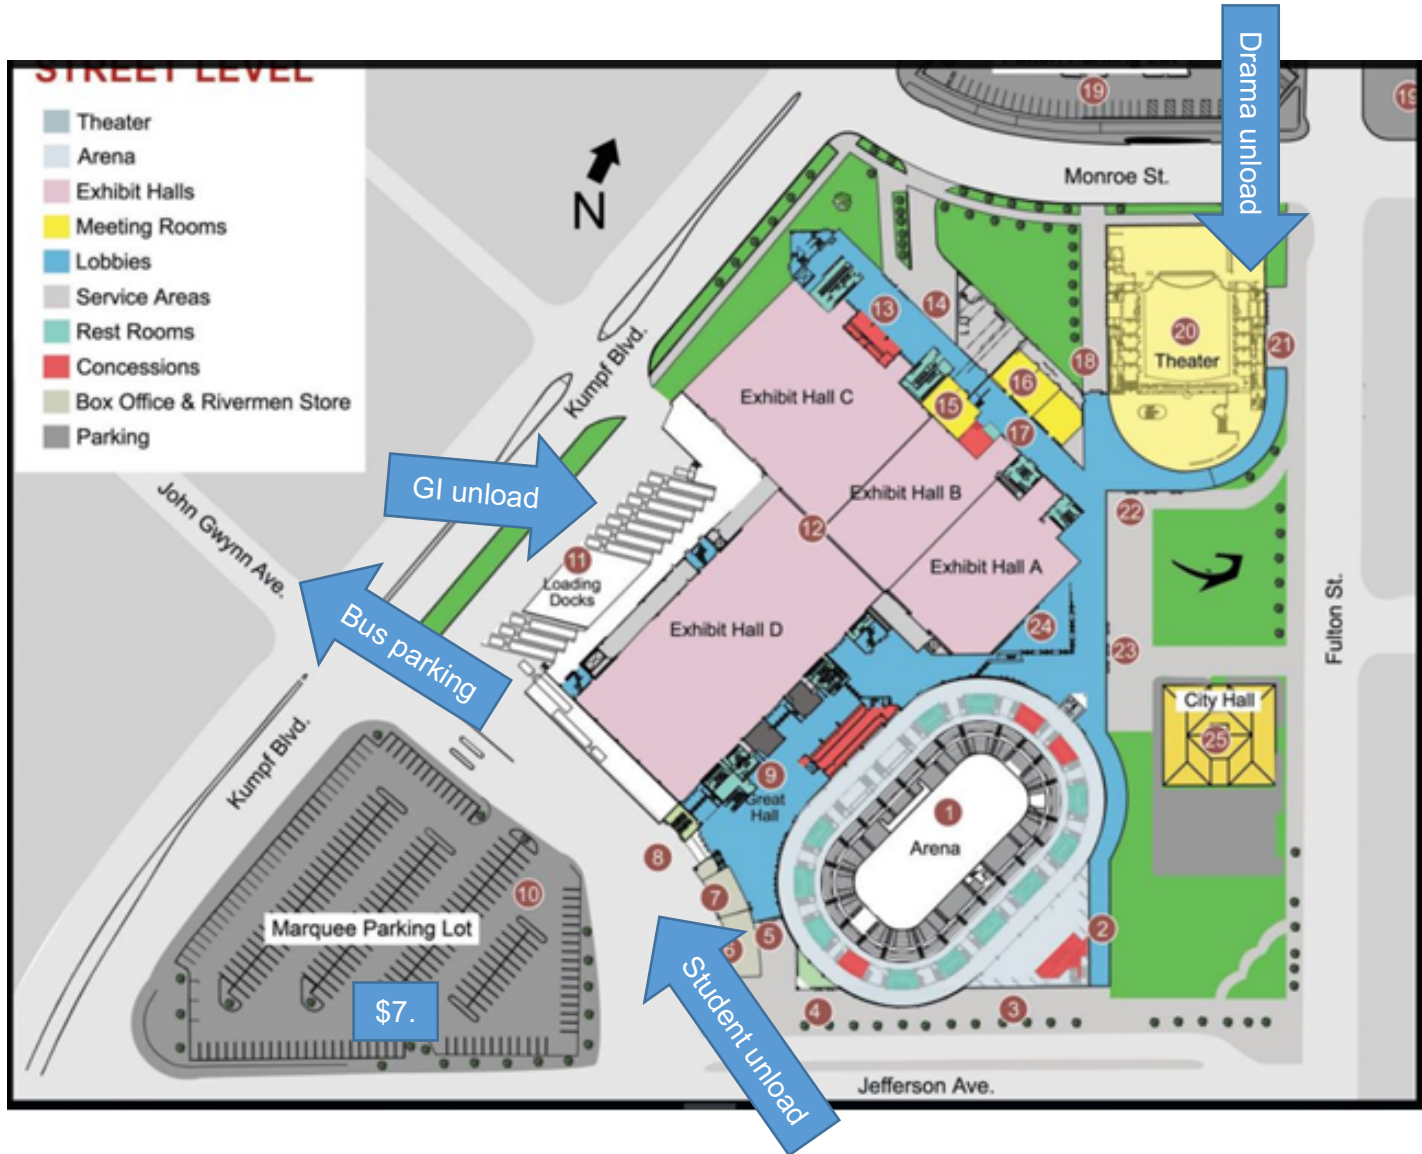 STREET LEVEL
Theater
Arena
Exhibit Halls
Meeting Rooms
Lobbies
Service Areas
Rest Rooms
Concessions
Box Office & Rivermen Store
Parking
N
19
19
Drama unload
Monroe St.
Kumpf Blvd.
13
14
18
20
Theater
21
16
15
17
Exhibit Hall C
Exhibit Hall B
Exhibit Hall A
12
22
GI unload
11
Loading
Docks
John Gwynn Ave.
Bus parking
Exhibit Hall D
24
23
Fulton St.
City Hall
25
Kumpf Blvd.
9
Great
Hall
1
Arena
8
7
6
5
10
Marquee Parking Lot
$7.
2
4
3
Student unload
Jefferson Ave.